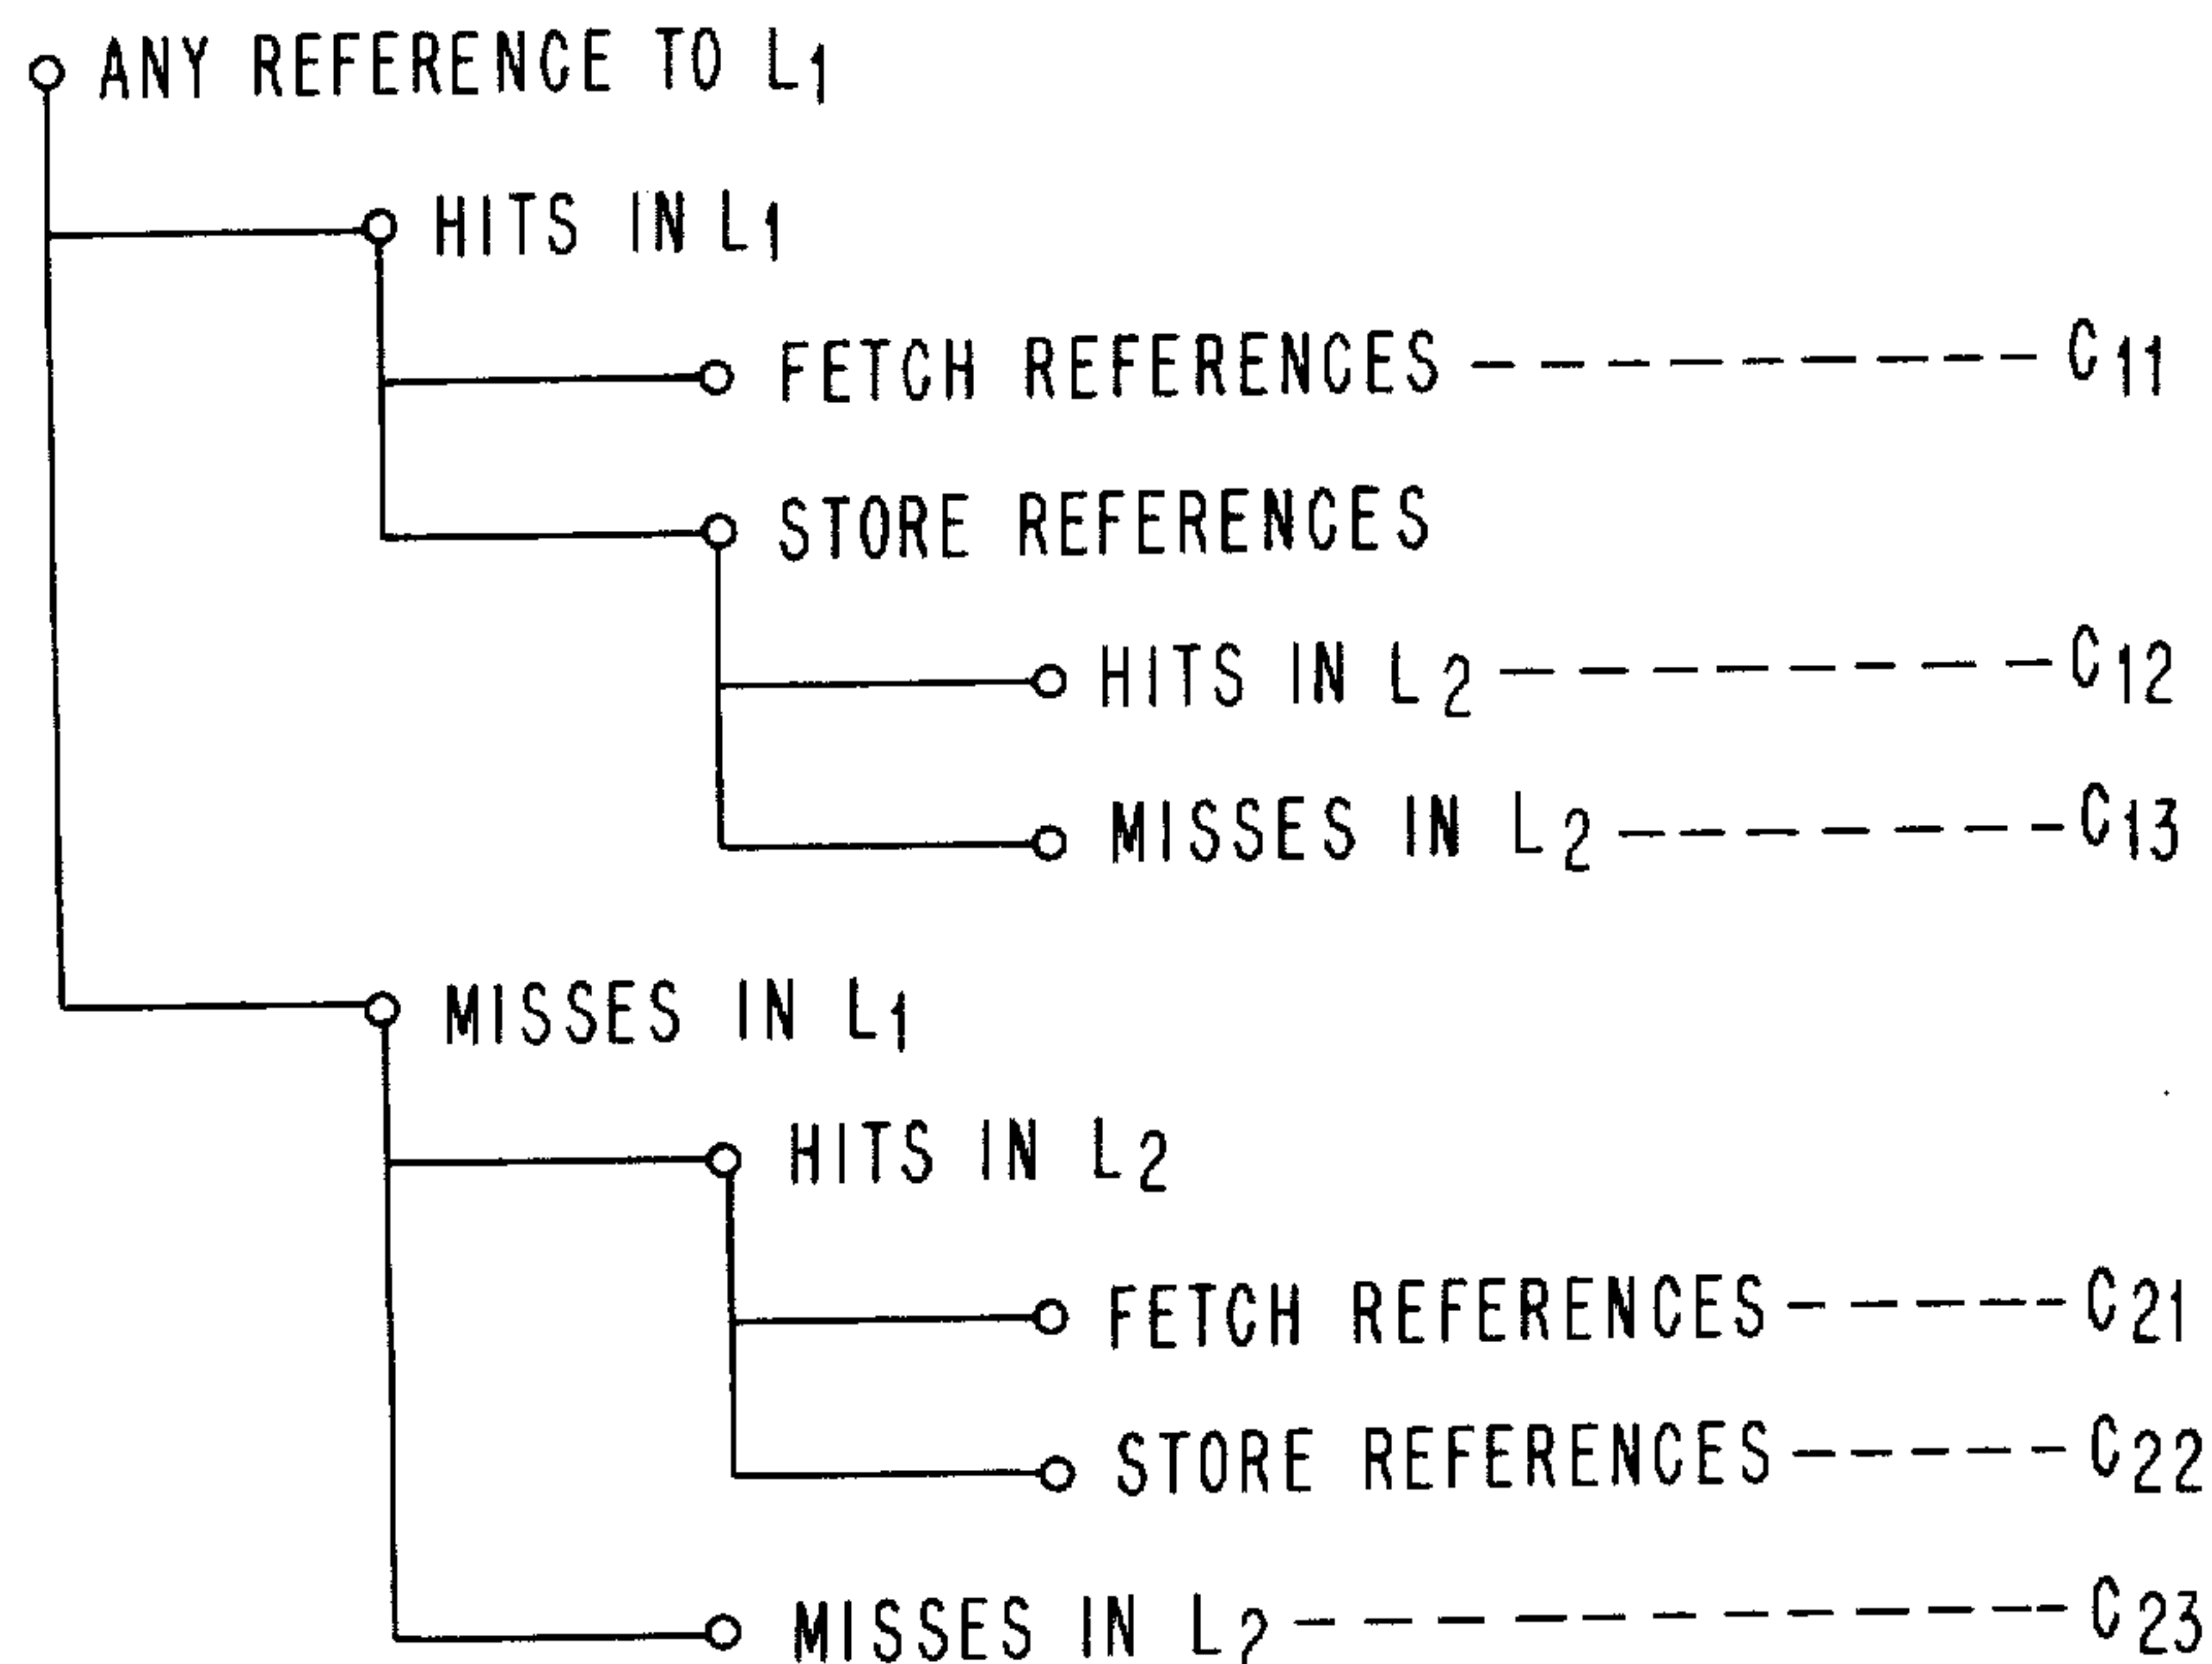 ANY REFERENCE TO L1
HITS IN L1
FETCH REFERENCES C11
STORE REFERENCES
HITS IN L2 C12
MISSES IN L2 C13
MISSES IN L1
HITS IN L2
FETCH REFERENCES C21
STORE REFERENCES C22
MISSES IN L2 C23